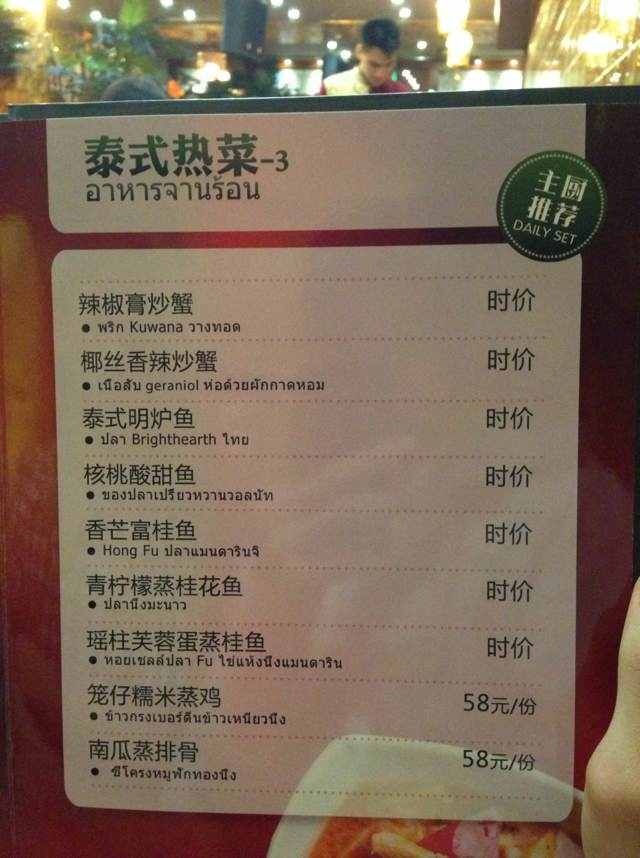 泰式热菜-3
อาหารจานร้อน
主厨
推荐
DAILY SET
辣椒膏炒蟹 时价
● พริก Kuwana วางทอด
椰丝香辣炒蟹 时价
● เนื้อสับ geraniol ห่อด้วยผักกาดหอม
泰式明炉鱼 时价
● ปลา Brighthearth ไทย
核桃酸甜鱼 时价
● ของปลาเปรี้ยวหวานวอลนัท
香芒富桂鱼 时价
● Hong Fu ปลาแมนดารินจิ
青柠檬蒸桂花鱼 时价
● ปลานึ่งมะนาว
瑶柱芙蓉蛋蒸桂鱼 时价
● หอยเชลล์ปลา Fu ไข่แห้งนึ่งแมนดาริน
笼仔糯米蒸鸡 58元/份
● ข้าวกรงเบอร์ดีนข้าวเหนียวนึ่ง
南瓜蒸排骨 58元/份
● ซี่โครงหมูฟักทองนึ่ง